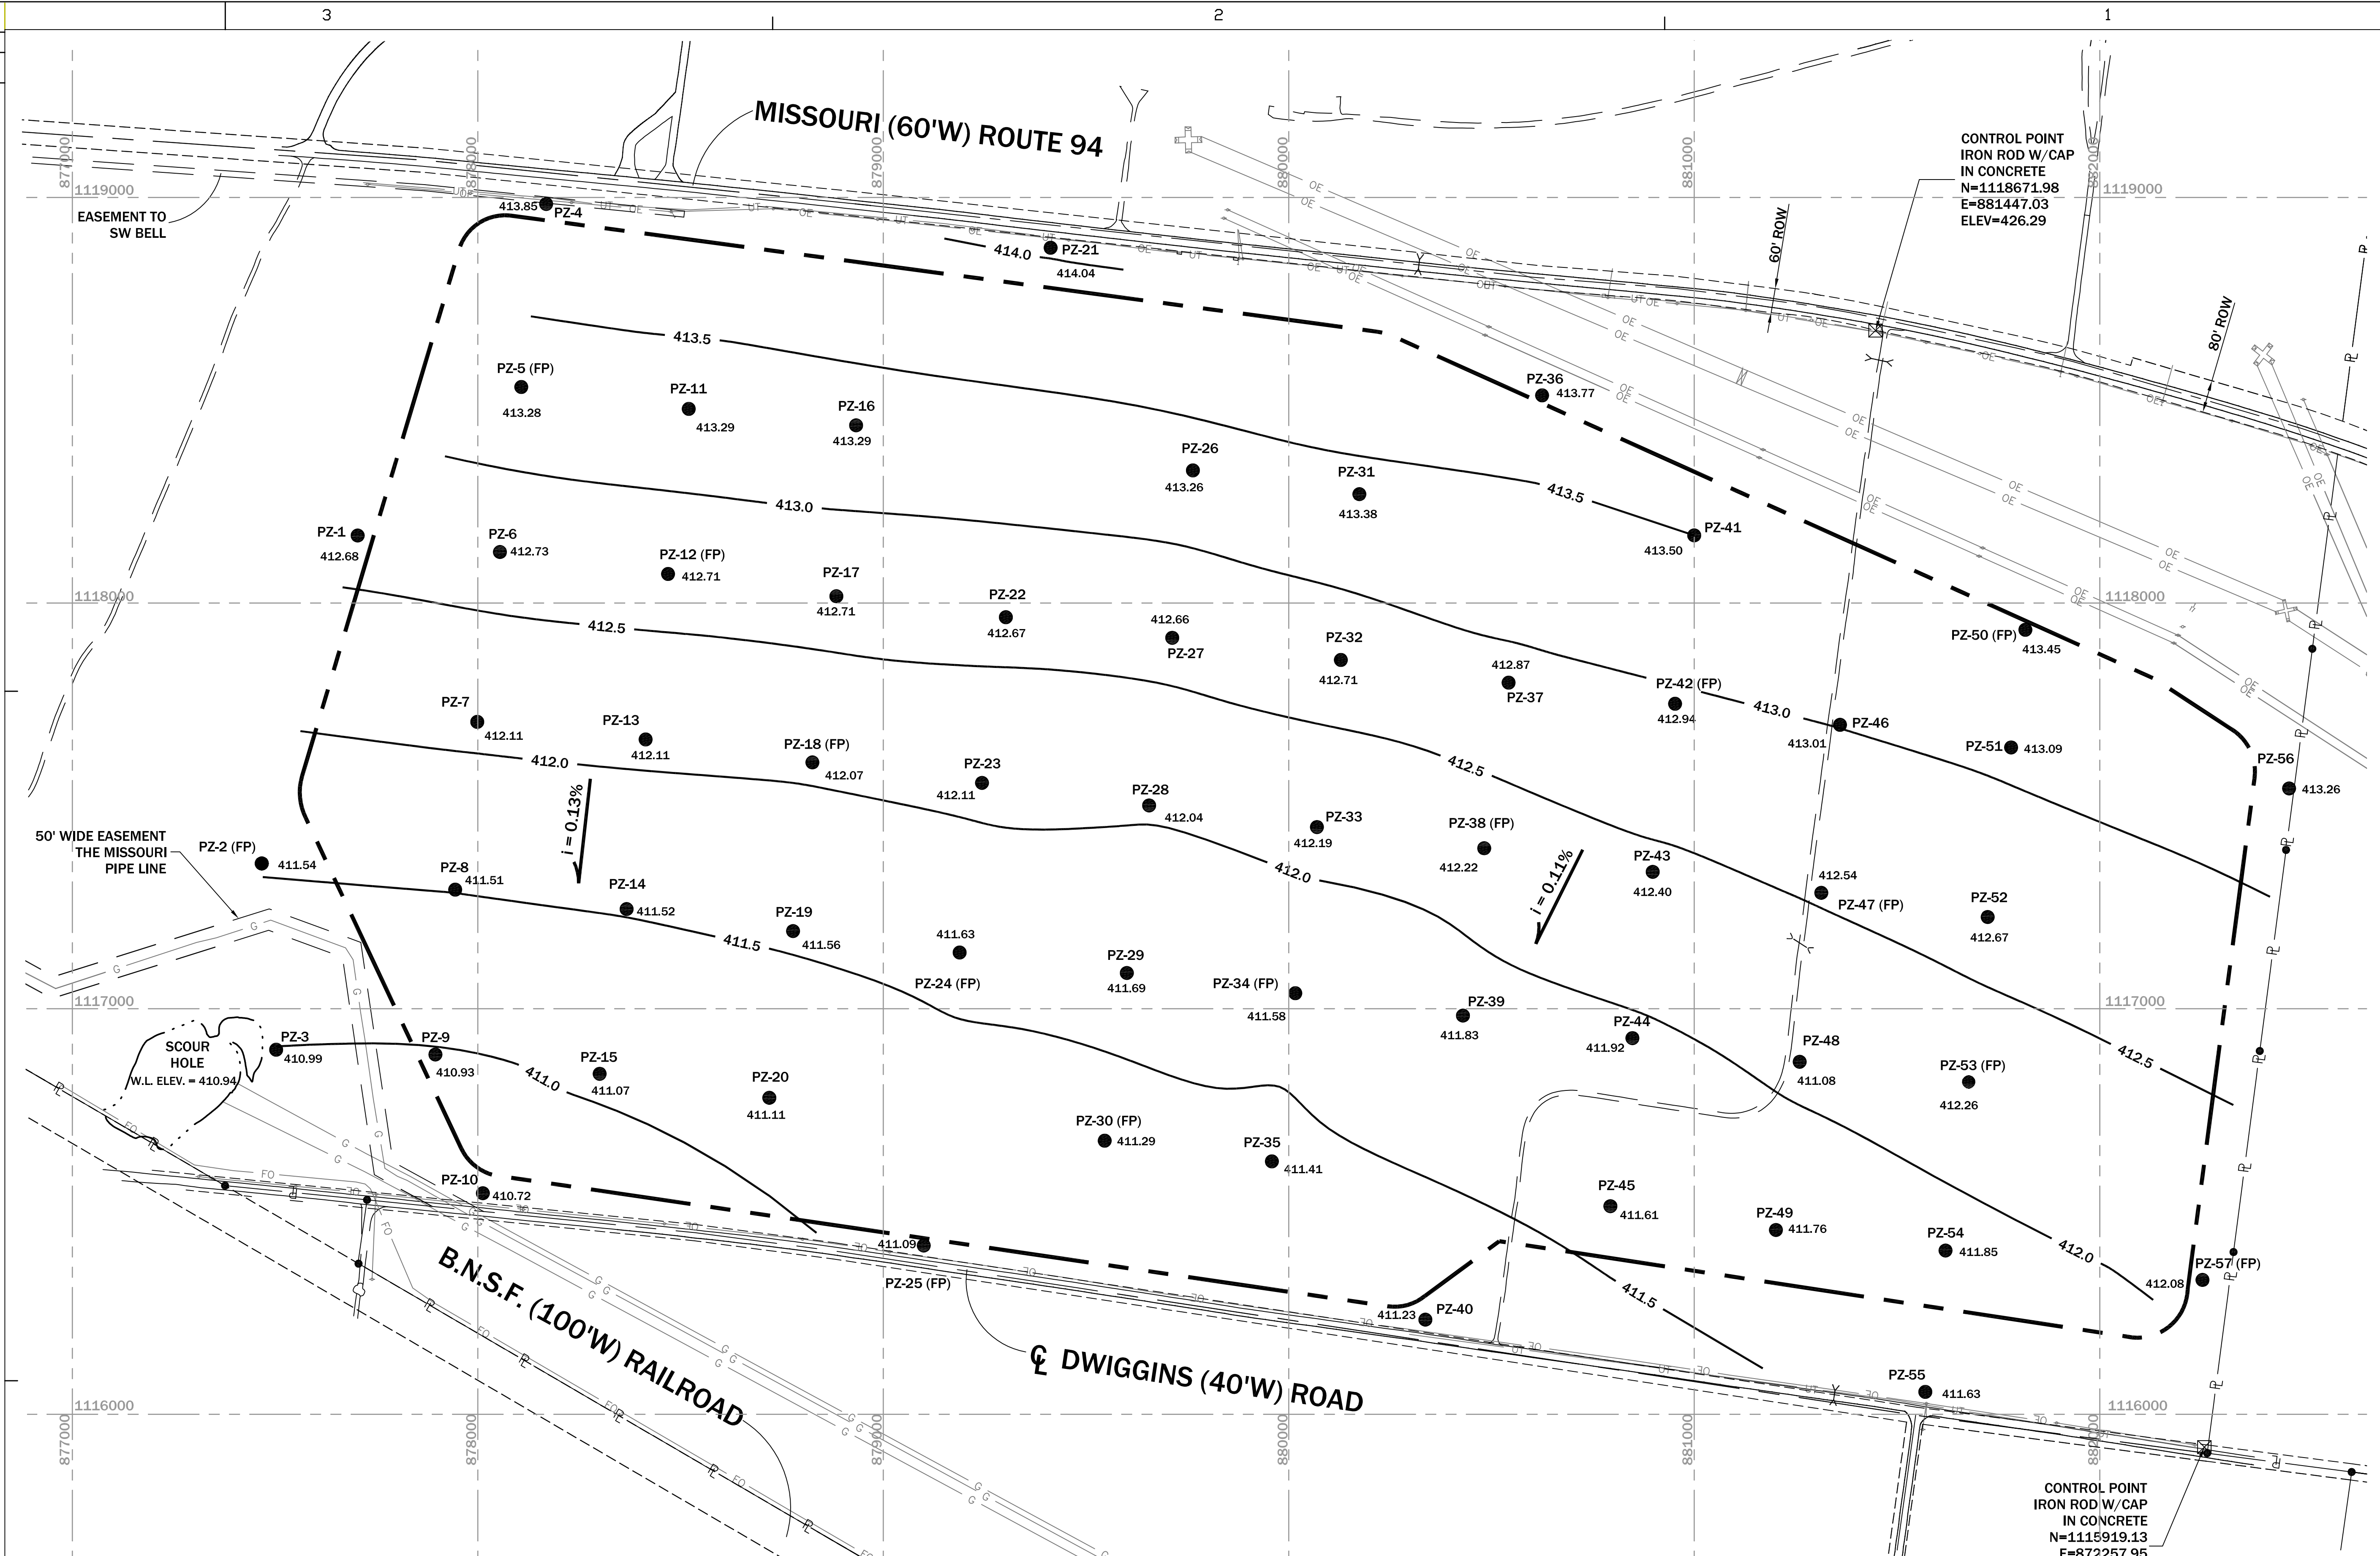 3
2
1
MISSOURI (60'W) ROUTE 94
877000
878000
879000
880000
881000
882000
1119000
1119000
EASEMENT TO
SW BELL
CONTROL POINT
IRON ROD W/CAP
IN CONCRETE
N=1118671.98
E=881447.03
ELEV=426.29
60' ROW
80' ROW
413.85
PZ-4
414.0
PZ-21
414.04
413.5
PZ-5 (FP)
413.28
PZ-11
413.29
PZ-16
413.29
PZ-36
413.77
PZ-26
413.26
PZ-31
413.38
413.5
413.0
PZ-41
413.50
PZ-1
412.68
PZ-6
412.73
PZ-12 (FP)
412.71
PZ-17
412.71
PZ-22
412.67
412.66
PZ-27
PZ-32
412.71
412.87
PZ-37
PZ-42 (FP)
412.94
PZ-50 (FP)
413.45
1118000
1118000
412.5
413.0
PZ-46
413.01
PZ-51
413.09
PZ-56
413.26
PZ-7
412.11
PZ-13
412.11
PZ-18 (FP)
412.07
PZ-23
412.11
PZ-28
412.04
412.5
412.0
i = 0.13%
PZ-33
412.19
PZ-38 (FP)
412.22
PZ-43
412.40
412.54
PZ-47 (FP)
PZ-52
412.67
50' WIDE EASEMENT
THE MISSOURI
PIPE LINE
PZ-2 (FP)
411.54
PZ-8
411.51
PZ-14
411.52
PZ-19
411.56
411.5
412.0
i = 0.11%
411.63
PZ-24 (FP)
PZ-29
411.69
PZ-34 (FP)
411.58
PZ-39
411.83
PZ-44
411.92
PZ-48
411.08
PZ-53 (FP)
412.26
412.5
1117000
1117000
SCOUR
HOLE
W.L. ELEV. = 410.94
PZ-3
410.99
PZ-9
410.93
411.0
PZ-15
411.07
PZ-20
411.11
PZ-30 (FP)
411.29
PZ-35
411.41
PZ-10
410.72
PZ-45
411.61
PZ-49
411.76
PZ-54
411.85
412.0
412.08
PZ-57 (FP)
411.09
PZ-25 (FP)
411.23
PZ-40
411.5
PZ-55
411.63
B.N.S.F. (100'W) RAILROAD
℄ DWIGGINS (40'W) ROAD
1116000
1116000
877000
878000
879000
880000
881000
882000
CONTROL POINT
IRON ROD W/CAP
IN CONCRETE
N=1115919.13
E=872257.95